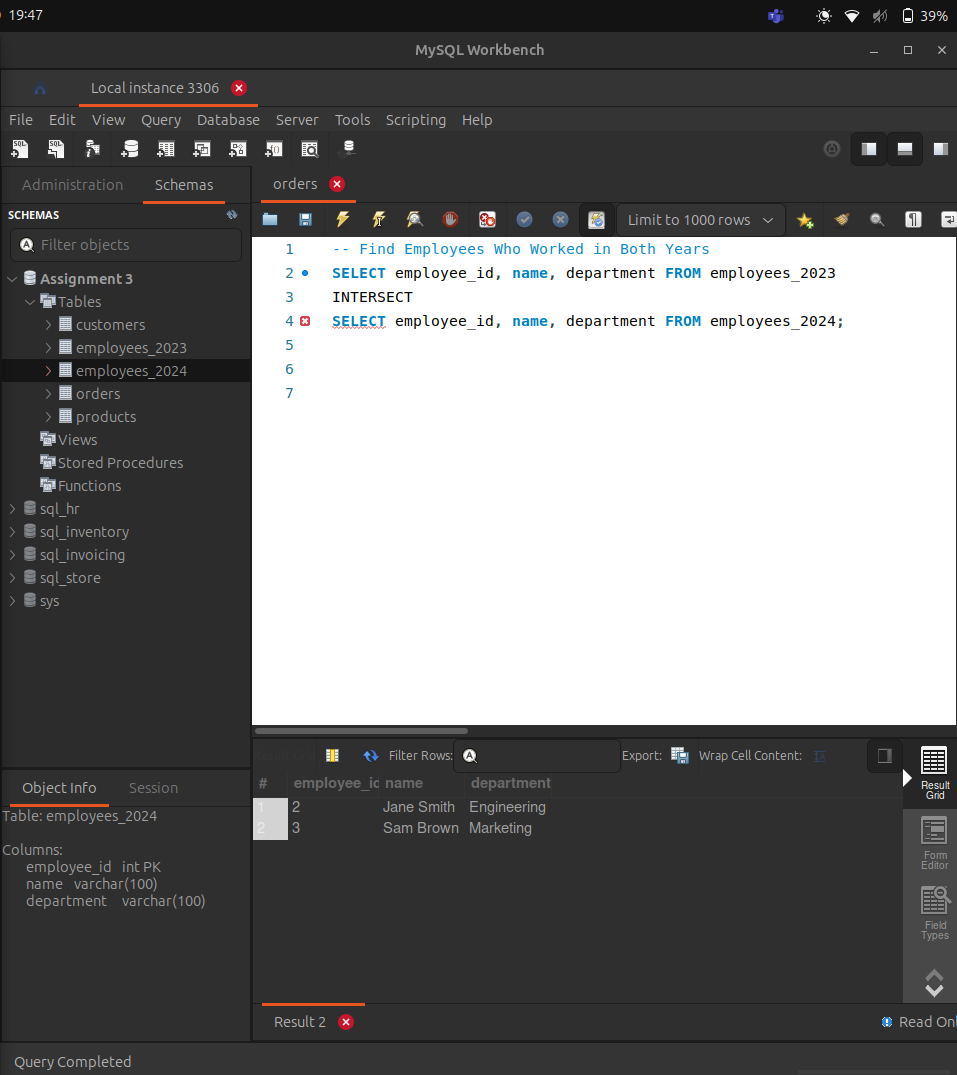 19:47
39%
MySQL Workbench
Local instance 3306
File Edit View Query Database Server Tools Scripting Help
Administration Schemas
orders
SCHEMAS
Filter objects
Limit to 1000 rows
Assignment 3
Tables
customers
employees_2023
employees_2024
orders
products
Views
Stored Procedures
Functions
sql_hr
sql_inventory
sql_invoicing
sql_store
sys
1 -- Find Employees Who Worked in Both Years
2 SELECT employee_id, name, department FROM employees_2023
3 INTERSECT
4 SELECT employee_id, name, department FROM employees_2024;
5
6
7
Result Grid Filter Rows: Export: Wrap Cell Content:
# employee_id name department
1 2 Jane Smith Engineering
2 3 Sam Brown Marketing
Result
Grid
Form
Editor
Field
Types
Object Info Session
Table: employees_2024
Columns:
employee_id int PK
name varchar(100)
department varchar(100)
Result 2
Read Onl
Query Completed